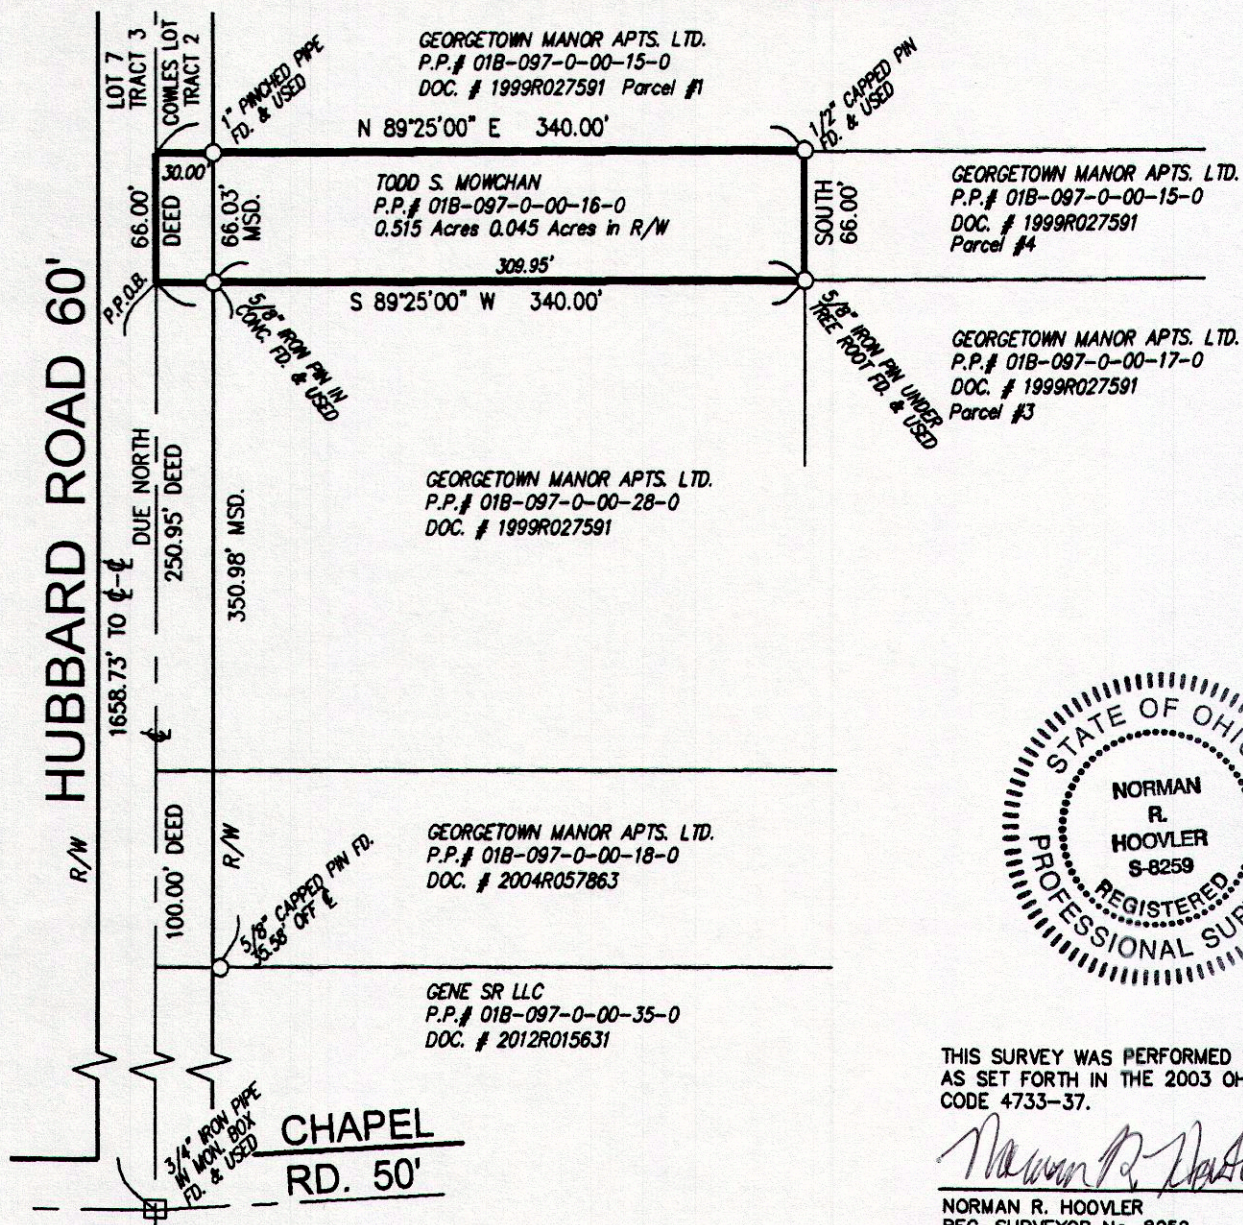 LOT 7
TRACT 3
COWLES LOT
TRACT 2
1" PINCHED PIPE
FD. & USED
GEORGETOWN MANOR APTS. LTD.
P.P.# 01B-097-0-00-15-0
DOC. # 1999R027591 Parcel #1
1/2" CAPPED PIN
FD. & USED
N 89°25'00" E 340.00'
30.00'
66.00'
DEED
66.03'
MSD.
TODD S. MOWCHAN
P.P.# 01B-097-0-00-16-0
0.515 Acres 0.045 Acres in R/W
SOUTH
66.00'
GEORGETOWN MANOR APTS. LTD.
P.P.# 01B-097-0-00-15-0
DOC. # 1999R027591
Parcel #4
309.95'
P.P.O.B.
S 89°25'00" W 340.00'
5/8" IRON PIN IN
CONC. FD. & USED
5/8" IRON PIN UNDER
TREE ROOT FD. & USED
GEORGETOWN MANOR APTS. LTD.
P.P.# 01B-097-0-00-17-0
DOC. # 1999R027591
Parcel #3
R/W HUBBARD ROAD 60'
1658.73' TO ℄-℄
DUE NORTH
250.95' DEED
350.98' MSD.
GEORGETOWN MANOR APTS. LTD.
P.P.# 01B-097-0-00-28-0
DOC. # 1999R027591
℄
100.00' DEED
R/W
5/8" CAPPED PIN FD.
35.58' OFF ℄
GEORGETOWN MANOR APTS. LTD.
P.P.# 01B-097-0-00-18-0
DOC. # 2004R057863
GENE SR LLC
P.P.# 01B-097-0-00-35-0
DOC. # 2012R015631
STATE OF OHIO
NORMAN
R.
HOOVLER
S-8259
REGISTERED
PROFESSIONAL SUR
3/4" IRON PIPE
IN MON. BOX
FD. & USED
CHAPEL
RD. 50'
THIS SURVEY WAS PERFORMED
AS SET FORTH IN THE 2003 OH
CODE 4733-37.
Norman R. Hoov
NORMAN R. HOOVLER
REG. SURVEYOR No. 8259